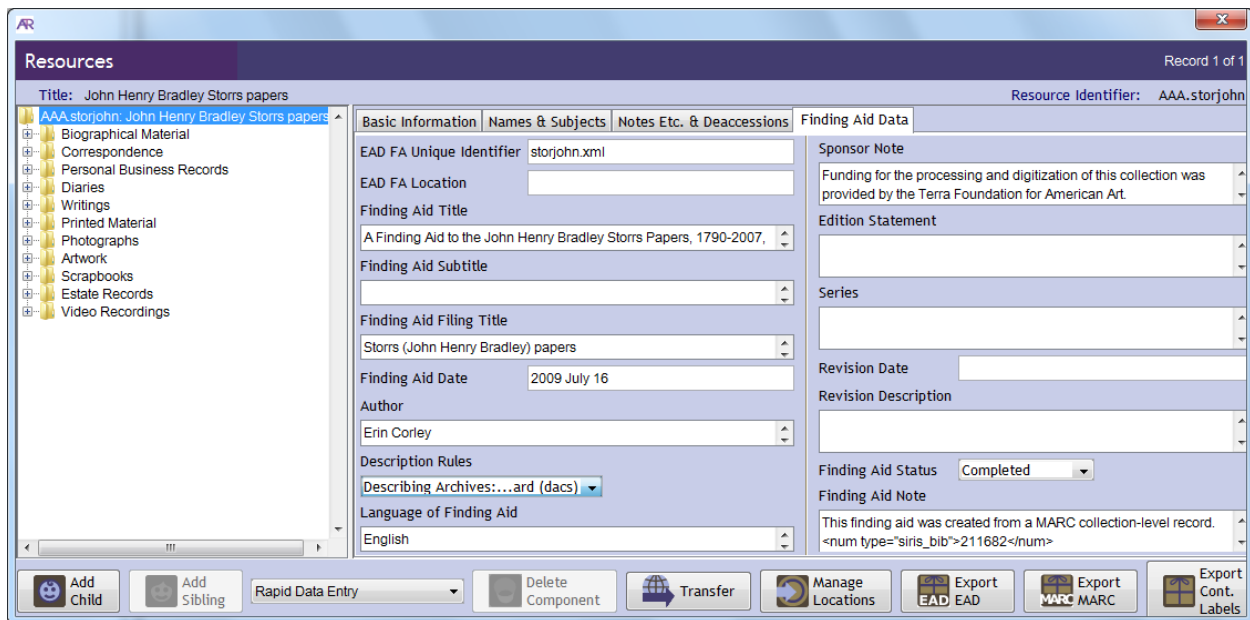 AR
Resources
Record 1 of 1
Title: John Henry Bradley Storrs papers
Resource Identifier: AAA.storjohn
AAA.storjohn: John Henry Bradley Storrs papers
Biographical Material
Correspondence
Personal Business Records
Diaries
Writings
Printed Material
Photographs
Artwork
Scrapbooks
Estate Records
Video Recordings
Basic Information
Names & Subjects
Notes Etc. & Deaccessions
Finding Aid Data
EAD FA Unique Identifier storjohn.xml
EAD FA Location
Finding Aid Title
A Finding Aid to the John Henry Bradley Storrs Papers, 1790-2007,
Finding Aid Subtitle
Finding Aid Filing Title
Storrs (John Henry Bradley) papers
Finding Aid Date 2009 July 16
Author
Erin Corley
Description Rules
Describing Archives:...ard (dacs)
Language of Finding Aid
English
Sponsor Note
Funding for the processing and digitization of this collection was
provided by the Terra Foundation for American Art.
Edition Statement
Series
Revision Date
Revision Description
Finding Aid Status Completed
Finding Aid Note
This finding aid was created from a MARC collection-level record.
<num type="siris_bib">211682</num>
Add
Child
Add
Sibling
Rapid Data Entry
Delete
Component
Transfer
Manage
Locations
EAD
Export
EAD
MARC
Export
MARC
Export
Cont.
Labels